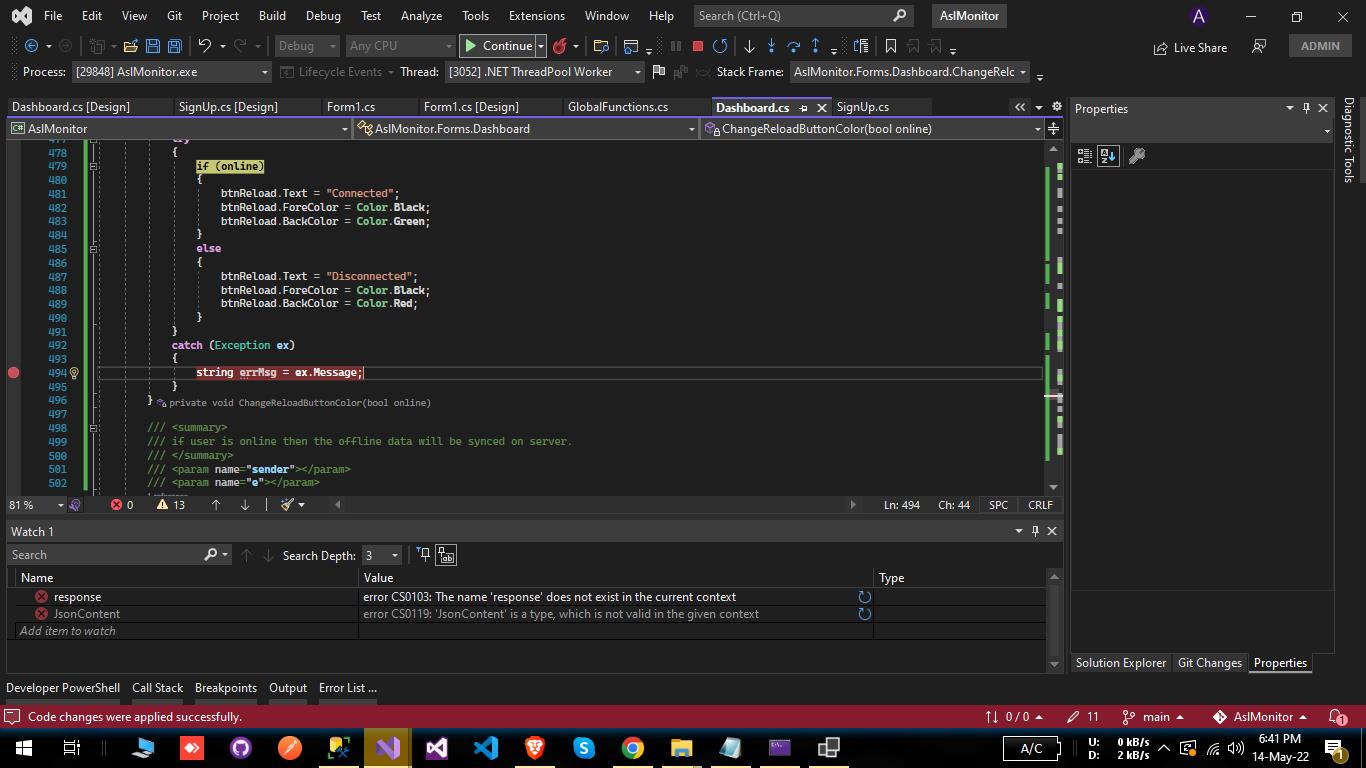 File Edit View Git Project Build Debug Test Analyze Tools Extensions Window Help Search (Ctrl+Q) AslMonitor A
Debug Any CPU Continue Live Share ADMIN
Process: [29848] AslMonitor.exe Lifecycle Events Thread: [3052] .NET ThreadPool Worker Stack Frame: AslMonitor.Forms.Dashboard.ChangeRelc
Dashboard.cs [Design] SignUp.cs [Design] Form1.cs Form1.cs [Design] GlobalFunctions.cs Dashboard.cs SignUp.cs
AslMonitor AslMonitor.Forms.Dashboard ChangeReloadButtonColor(bool online)
477 try
478 {
479 if (online)
480 {
481 btnReload.Text = "Connected";
482 btnReload.ForeColor = Color.Black;
483 btnReload.BackColor = Color.Green;
484 }
485 else
486 {
487 btnReload.Text = "Disconnected";
488 btnReload.ForeColor = Color.Black;
489 btnReload.BackColor = Color.Red;
490 }
491 }
492 catch (Exception ex)
493 {
494 string errMsg = ex.Message;
495 }
496 } private void ChangeReloadButtonColor(bool online)
497
498 /// <summary>
499 /// if user is online then the offline data will be synced on server.
500 /// </summary>
501 /// <param name="sender"></param>
502 /// <param name="e"></param>
81 % 0 13 Ln: 494 Ch: 44 SPC CRLF
Watch 1
Search Search Depth: 3
Name Value Type
response error CS0103: The name 'response' does not exist in the current context
JsonContent error CS0119: 'JsonContent' is a type, which is not valid in the given context
Add item to watch
Developer PowerShell Call Stack Breakpoints Output Error List ...
Properties
Diagnostic Tools
Solution Explorer Git Changes Properties
Code changes were applied successfully. 0 / 0 11 main AslMonitor 1
A/C U: 0 kB/s 6:41 PM
D: 2 kB/s 14-May-22 1